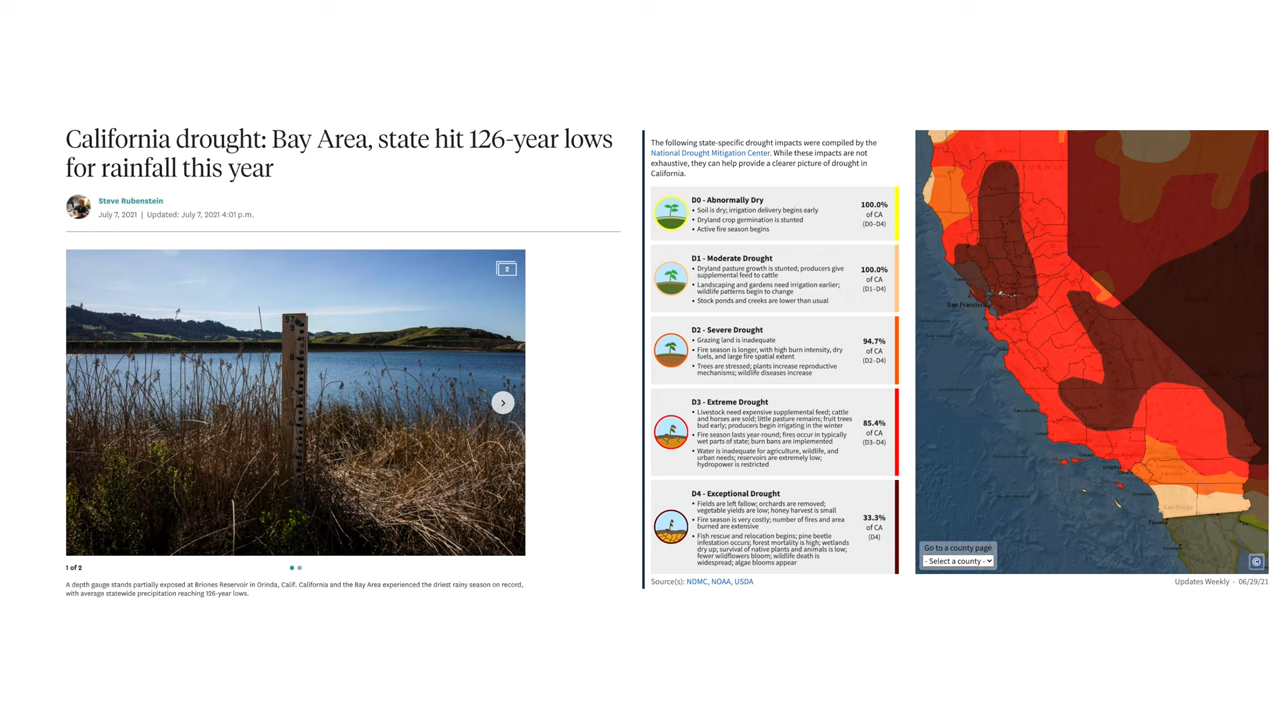 California drought: Bay Area, state hit 126-year lows
for rainfall this year
Steve Rubenstein
July 7, 2021 | Updated: July 7, 2021 4:01 p.m.
2
1 of 2
A depth gauge stands partially exposed at Briones Reservoir in Orinda, Calif. California and the Bay Area experienced the driest rainy season on record,
with average statewide precipitation reaching 126-year lows.
The following state-specific drought impacts were compiled by the
National Drought Mitigation Center. While these impacts are not
exhaustive, they can help provide a clearer picture of drought in
California.
D0 - Abnormally Dry
• Soil is dry; irrigation delivery begins early
• Dryland crop germination is stunted
• Active fire season begins
100.0%
of CA
(D0–D4)
D1 - Moderate Drought
• Dryland pasture growth is stunted; producers give
supplemental feed to cattle
• Landscaping and gardens need irrigation earlier;
wildlife patterns begin to change
• Stock ponds and creeks are lower than usual
100.0%
of CA
(D1–D4)
D2 - Severe Drought
• Grazing land is inadequate
• Fire season is longer, with high burn intensity, dry
fuels, and large fire spatial extent
• Trees are stressed; plants increase reproductive
mechanisms; wildlife diseases increase
94.7%
of CA
(D2–D4)
D3 - Extreme Drought
• Livestock need expensive supplemental feed; cattle
and horses are sold; little pasture remains; fruit trees
bud early; producers begin irrigating in the winter
• Fire season lasts year-round; fires occur in typically
wet parts of state; burn bans are implemented
• Water is inadequate for agriculture, wildlife, and
urban needs; reservoirs are extremely low;
hydropower is restricted
85.4%
of CA
(D3–D4)
D4 - Exceptional Drought
• Fields are left fallow; orchards are removed;
vegetable yields are low; honey harvest is small
• Fire season is very costly; number of fires and area
burned are extensive
• Fish rescue and relocation begins; pine beetle
infestation occurs; forest mortality is high; wetlands
dry up; survival of native plants and animals is low;
fewer wildflowers bloom; wildlife death is
widespread; algae blooms appear
33.3%
of CA
(D4)
Source(s): NDMC, NOAA, USDA
San Francisco
Los Angeles
San Diego
Tijuana
Go to a county page
- Select a county -
©
Updates Weekly - 06/29/21